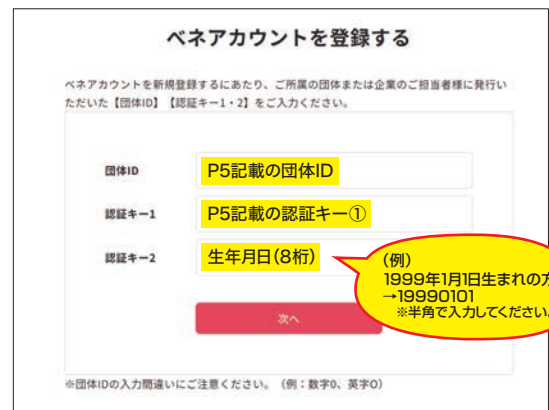 ベネアカウントを登録する
ベネアカウントを新規登録するにあたり、ご所属の団体または企業のご担当者様に発行い
ただいた【団体ID】【認証キー1・2】をご入力ください。
団体ID
P5記載の団体ID
認証キー1
P5記載の認証キー①
認証キー2
生年月日(8桁)
(例)
1999年1月1日生まれの方
→19990101
※半角で入力してください。
次へ
※団体IDの入力間違いにご注意ください。(例:数字0、英字O)